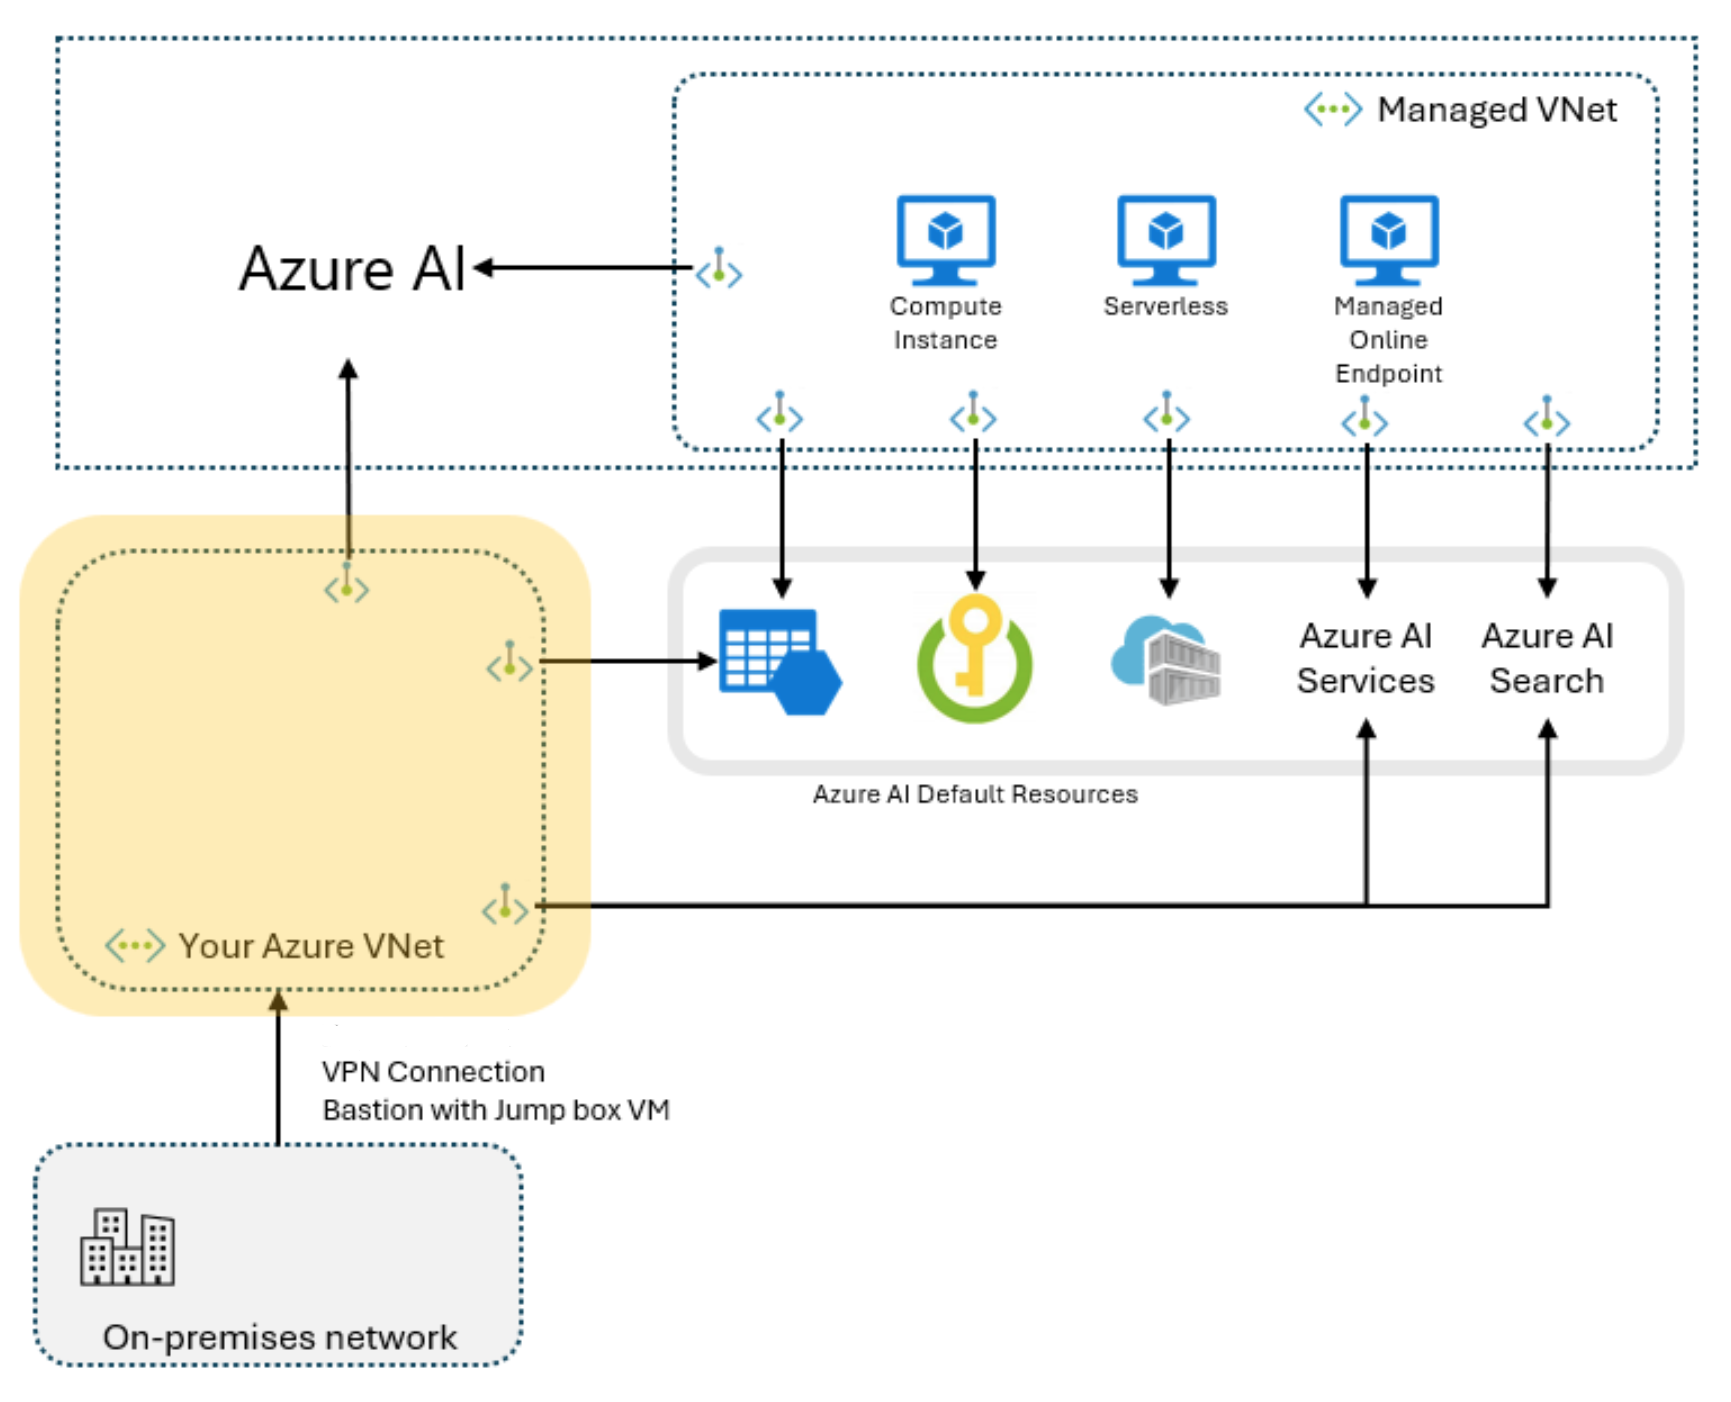 Managed VNet
Azure AI
Compute
Instance
Serverless
Managed
Online
Endpoint
Azure AI
Services
Azure AI
Search
Azure AI Default Resources
Your Azure VNet
VPN Connection
Bastion with Jump box VM
On-premises network